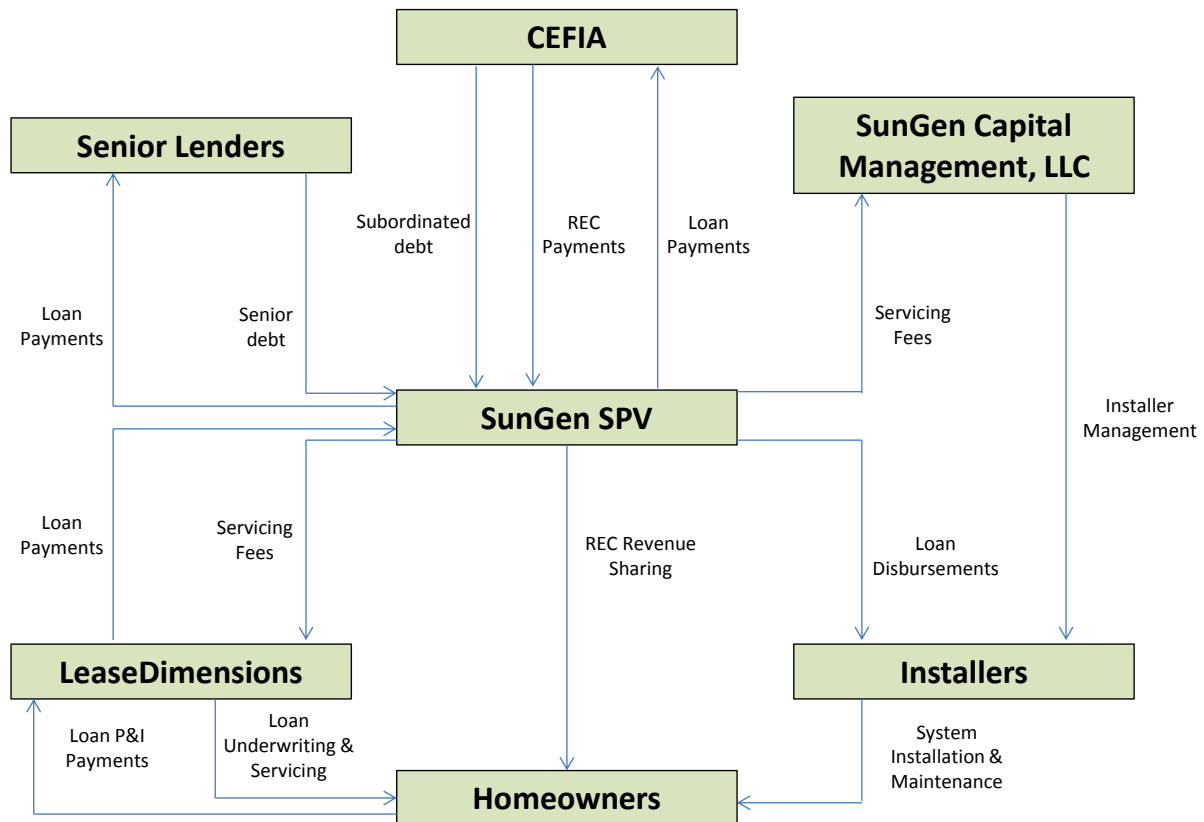 CEFIA
Senior Lenders
SunGen Capital
Management, LLC
Subordinated
debt
REC
Payments
Loan
Payments
Loan
Payments
Senior
debt
Servicing
Fees
Installer
Management
SunGen SPV
Loan
Payments
Servicing
Fees
REC Revenue
Sharing
Loan
Disbursements
LeaseDimensions
Installers
Loan P&I
Payments
Loan
Underwriting &
Servicing
System
Installation &
Maintenance
Homeowners